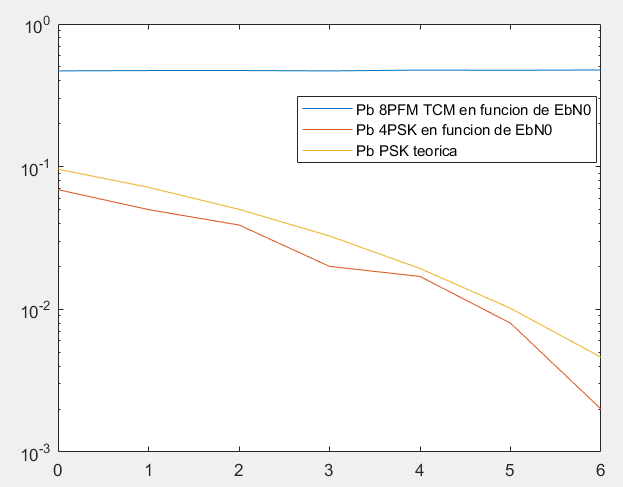 10^0
10^-1
10^-2
10^-3
Pb 8PFM TCM en funcion de EbN0
Pb 4PSK en funcion de EbN0
Pb PSK teorica
0 1 2 3 4 5 6